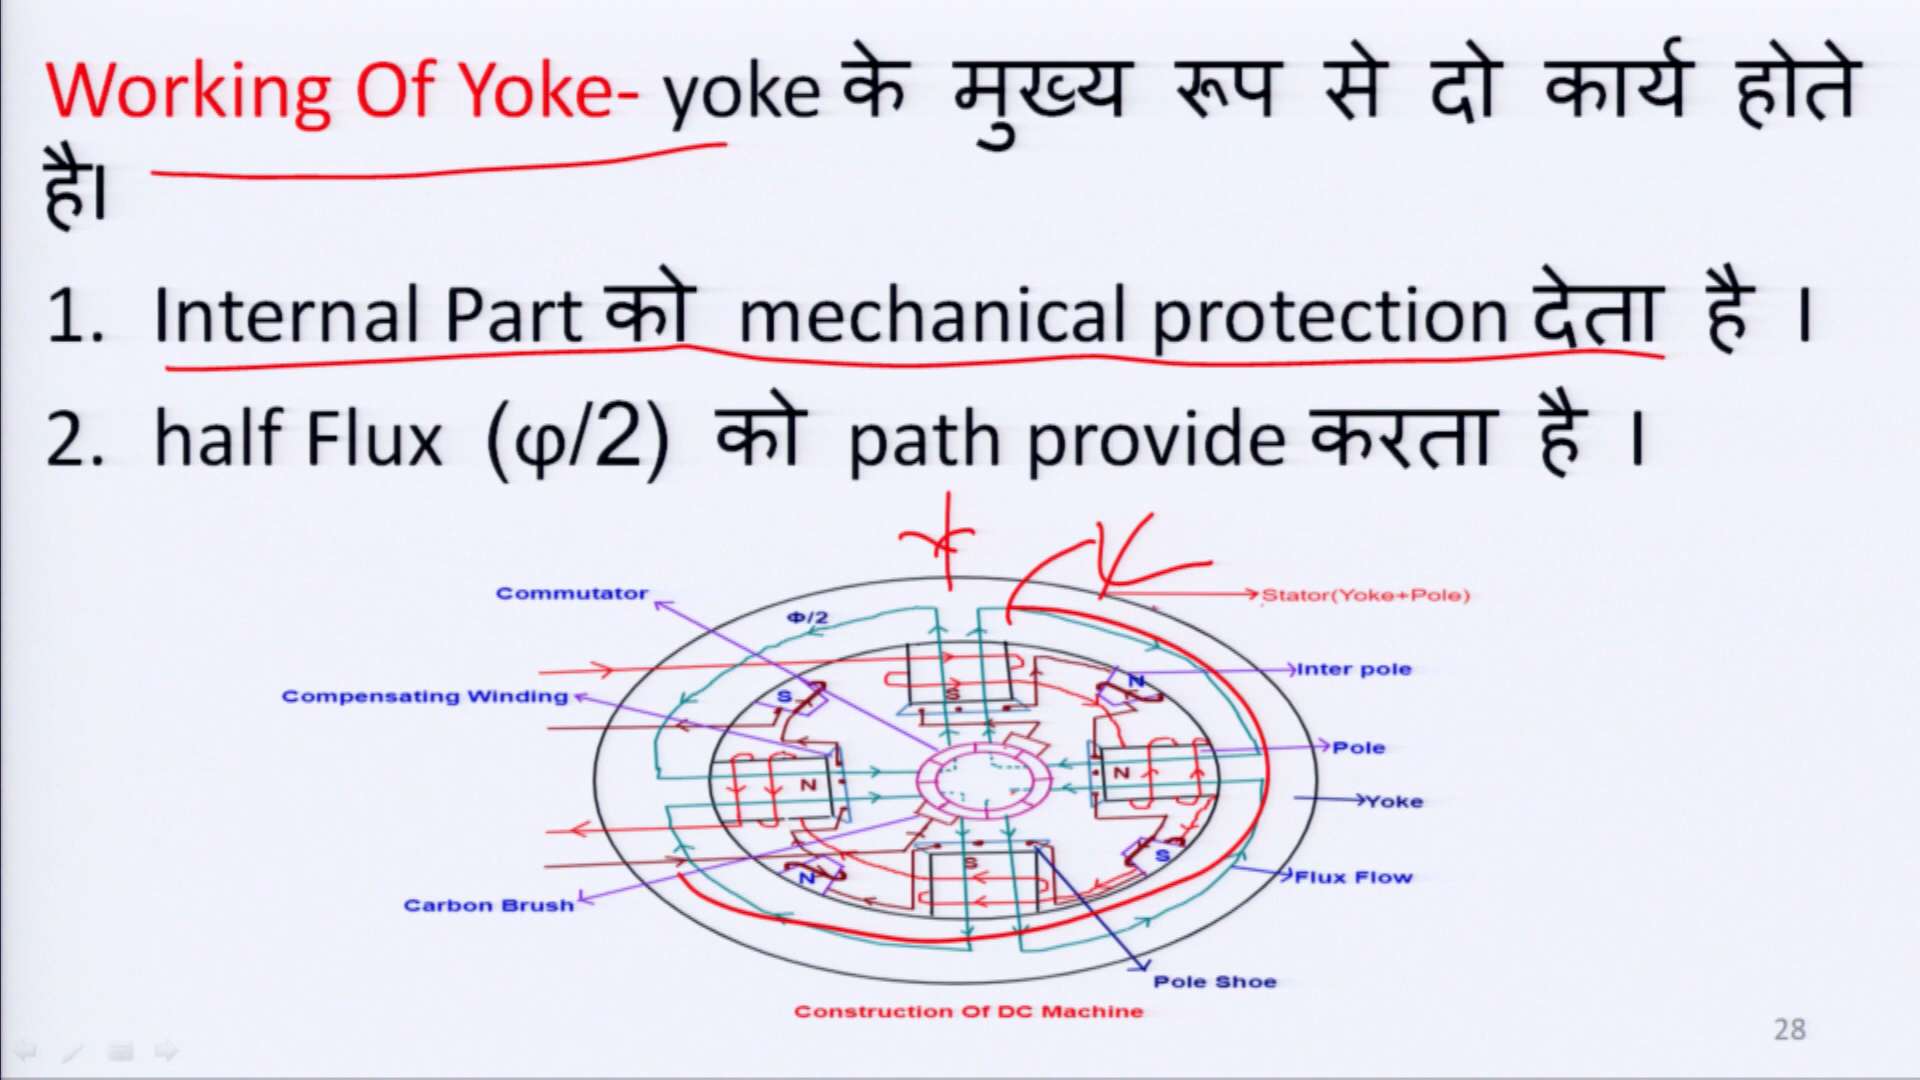 Working Of Yoke- yoke के मुख्य रूप से दो कार्य होते
है।
1. Internal Part को mechanical protection देता है ।
2. half Flux (φ/2) को path provide करता है ।
Commutator
Stator(Yoke+Pole)
Φ/2
Inter pole
Compensating Winding
S
S
N
Pole
N
N
Yoke
S
S
N
Flux Flow
Carbon Brush
Pole Shoe
Construction Of DC Machine
28